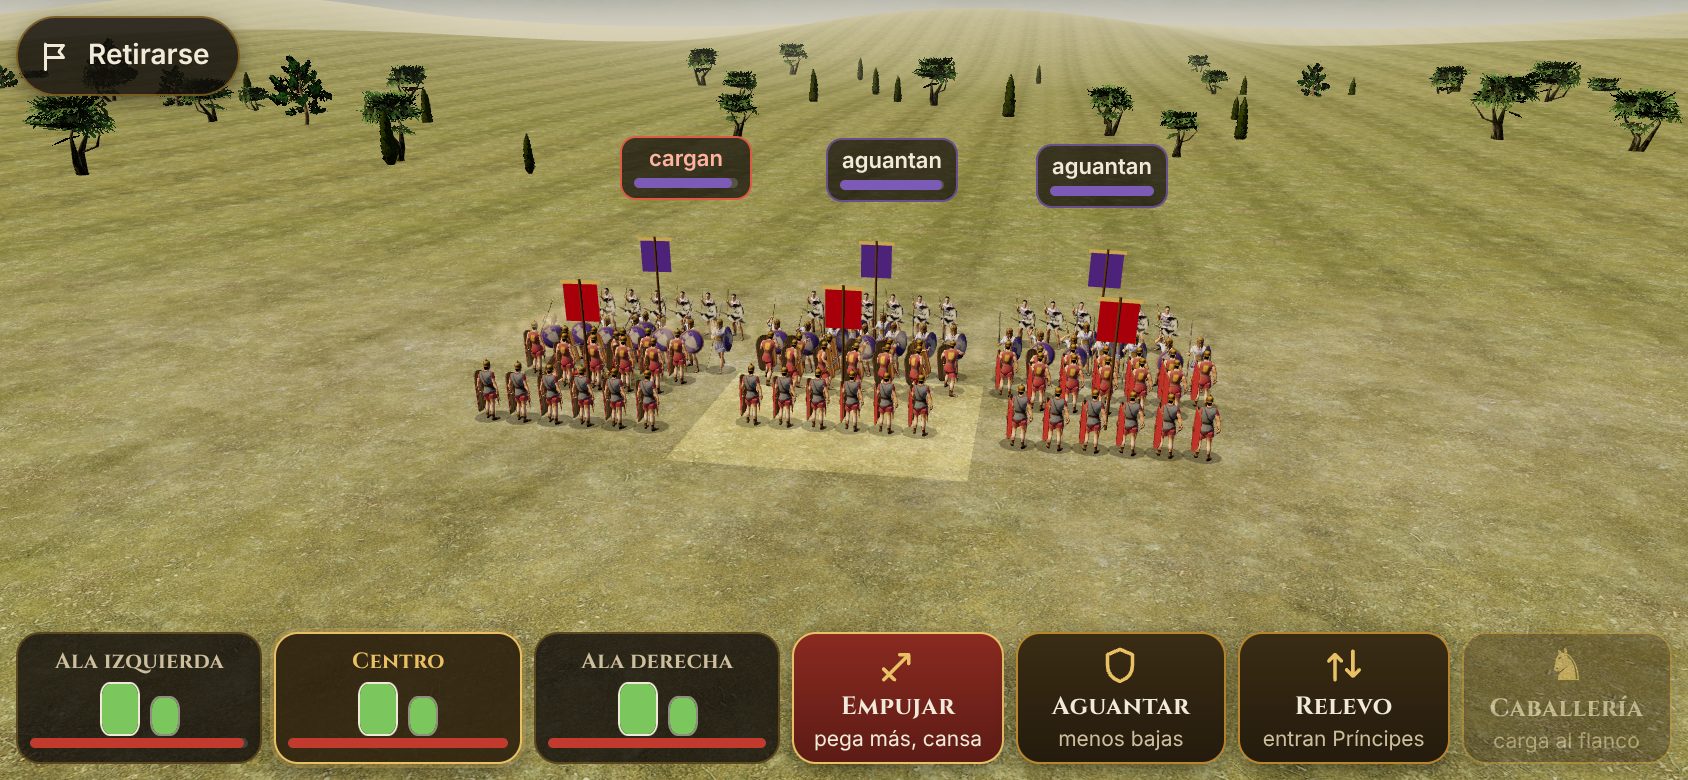 Retirarse
cargan
aguantan
aguantan
ALA IZQUIERDA
CENTRO
ALA DERECHA
EMPUJAR
pega más, cansa
AGUANTAR
menos bajas
RELEVO
entran Príncipes
CABALLERÍA
carga al flanco